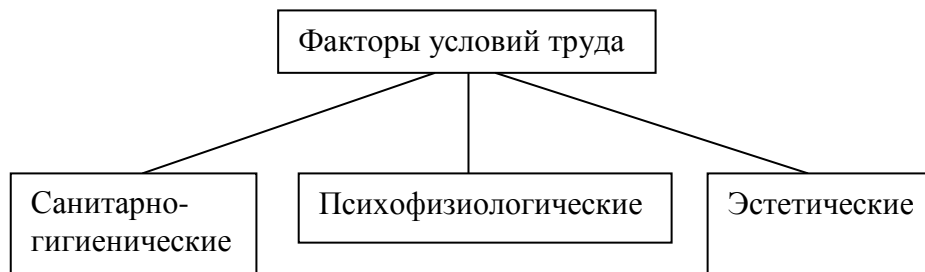 Факторы условий труда
Санитарно-
гигиенические
Психофизиологические
Эстетические